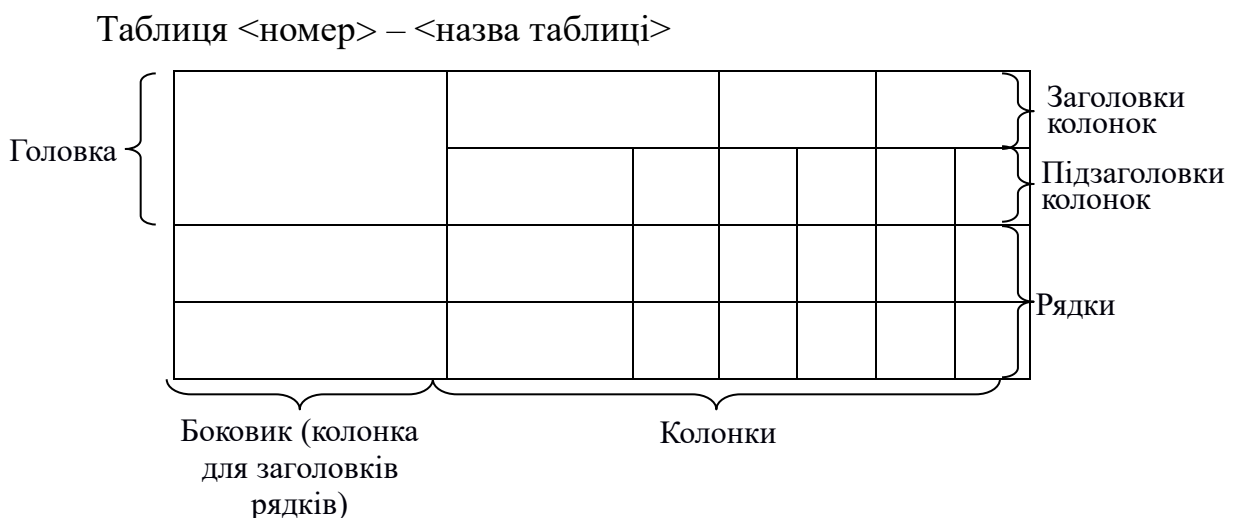 Таблиця <номер> – <назва таблиці>
Заголовки
колонок
Головка
Підзаголовки
колонок
Рядки
Боковик (колонка
для заголовків
рядків)
Колонки